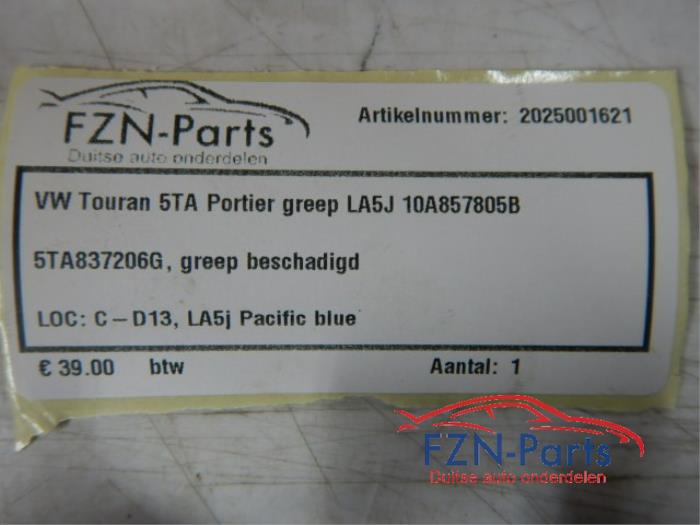 FZN-Parts
Duitse auto onderdelen
Artikelnummer: 2025001621
VW Touran 5TA Portier greep LA5J 10A857805B
5TA837206G, greep beschadigd
LOC: C-D13, LA5j Pacific blue
€ 39.00 btw Aantal: 1
FZN-Parts
Duitse auto onderdelen